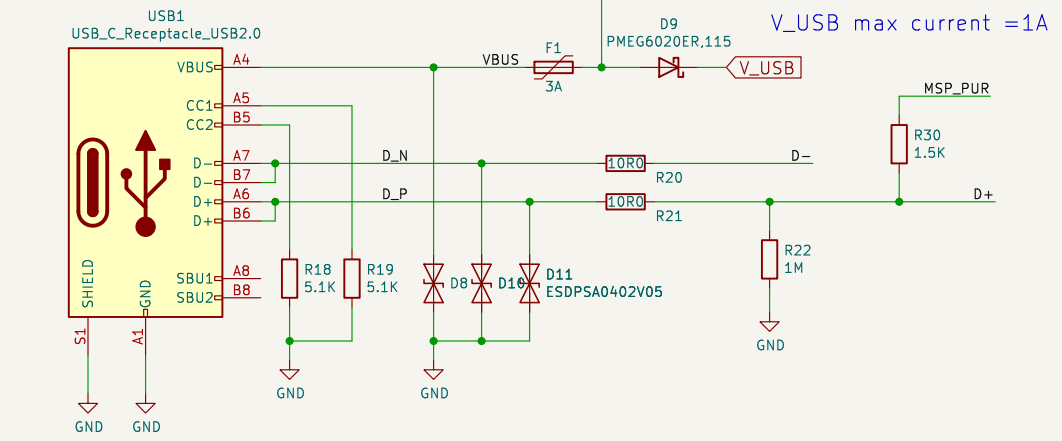 USB1
USB_C_Receptacle_USB2.0
D9
PMEG6020ER,115
V_USB max current =1A
F1
3A
VBUS
V_USB
VBUS
A4
CC1
A5
CC2
B5
MSP_PUR
R30
1.5K
D-
A7
D_N
10R0
R20
D-
D-
B7
D+
A6
D_P
10R0
R21
D+
D+
B6
R22
1M
GND
SBU1
A8
SBU2
B8
SHIELD
GND
R18
5.1K
R19
5.1K
D8
D10
D11
ESDPSA0402V05
S1
A1
GND
GND
GND
GND